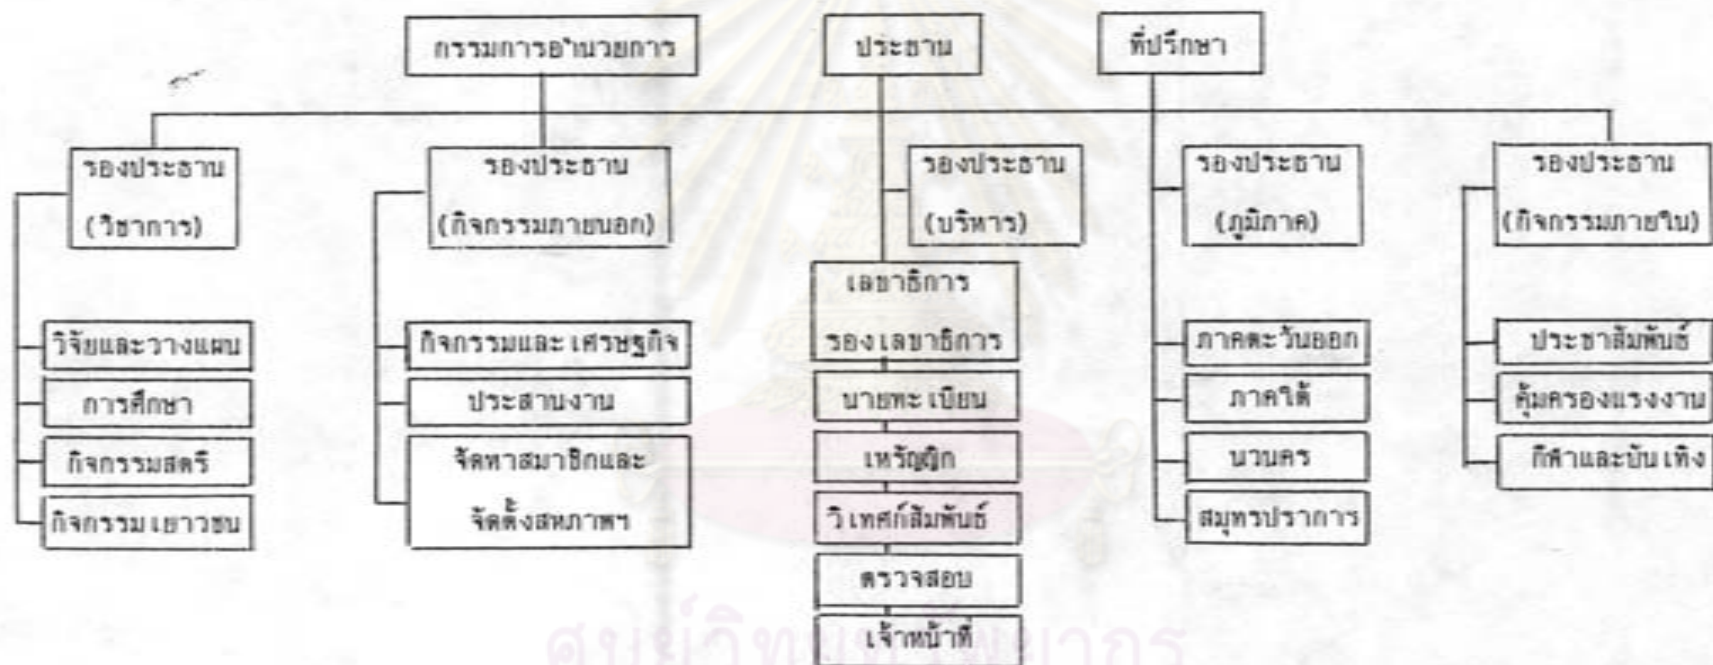 กรรมการอำนวยการ
ประธาน
ที่ปรึกษา
รองประธาน
(วิชาการ)
รองประธาน
(กิจกรรมภายนอก)
รองประธาน
(บริหาร)
รองประธาน
(ภูมิภาค)
รองประธาน
(กิจกรรมภายใน)
วิจัยและวางแผน
การศึกษา
กิจกรรมสตรี
กิจกรรมเยาวชน
กิจกรรมและเศรษฐกิจ
ประสานงาน
จัดหาสมาชิกและ
จัดตั้งสหภาพฯ
เลขาธิการ
รองเลขาธิการ
นายทะเบียน
เหรัญญิก
วิเทศก์สัมพันธ์
ตรวจสอบ
เจ้าหน้าที่
ภาคตะวันออก
ภาคใต้
นวนคร
สมุทรปราการ
ประชาสัมพันธ์
คุ้มครองแรงงาน
กีฬาและบันเทิง
ศูนย์วิทยทรัพยากร